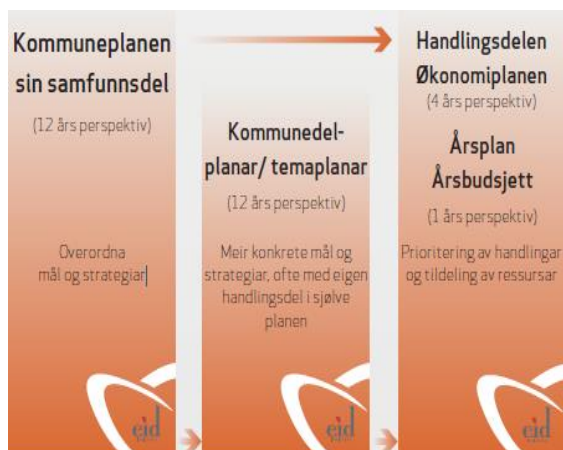 Kommuneplanen
sin samfunnsdel
(12 års perspektiv)
Overordna
mål og strategiar
Kommunedel-
planar/ temaplanar
(12 års perspektiv)
Meir konkrete mål og
strategiar, ofte med eigen
handlingsdel i sjølve
planen
Handlingsdelen
Økonomiplanen
(4 års perspektiv)
Årsplan
Årsbudsjett
(1 års perspektiv)
Prioritering av handlingar
og tildeling av ressursar
eid
eid
eid